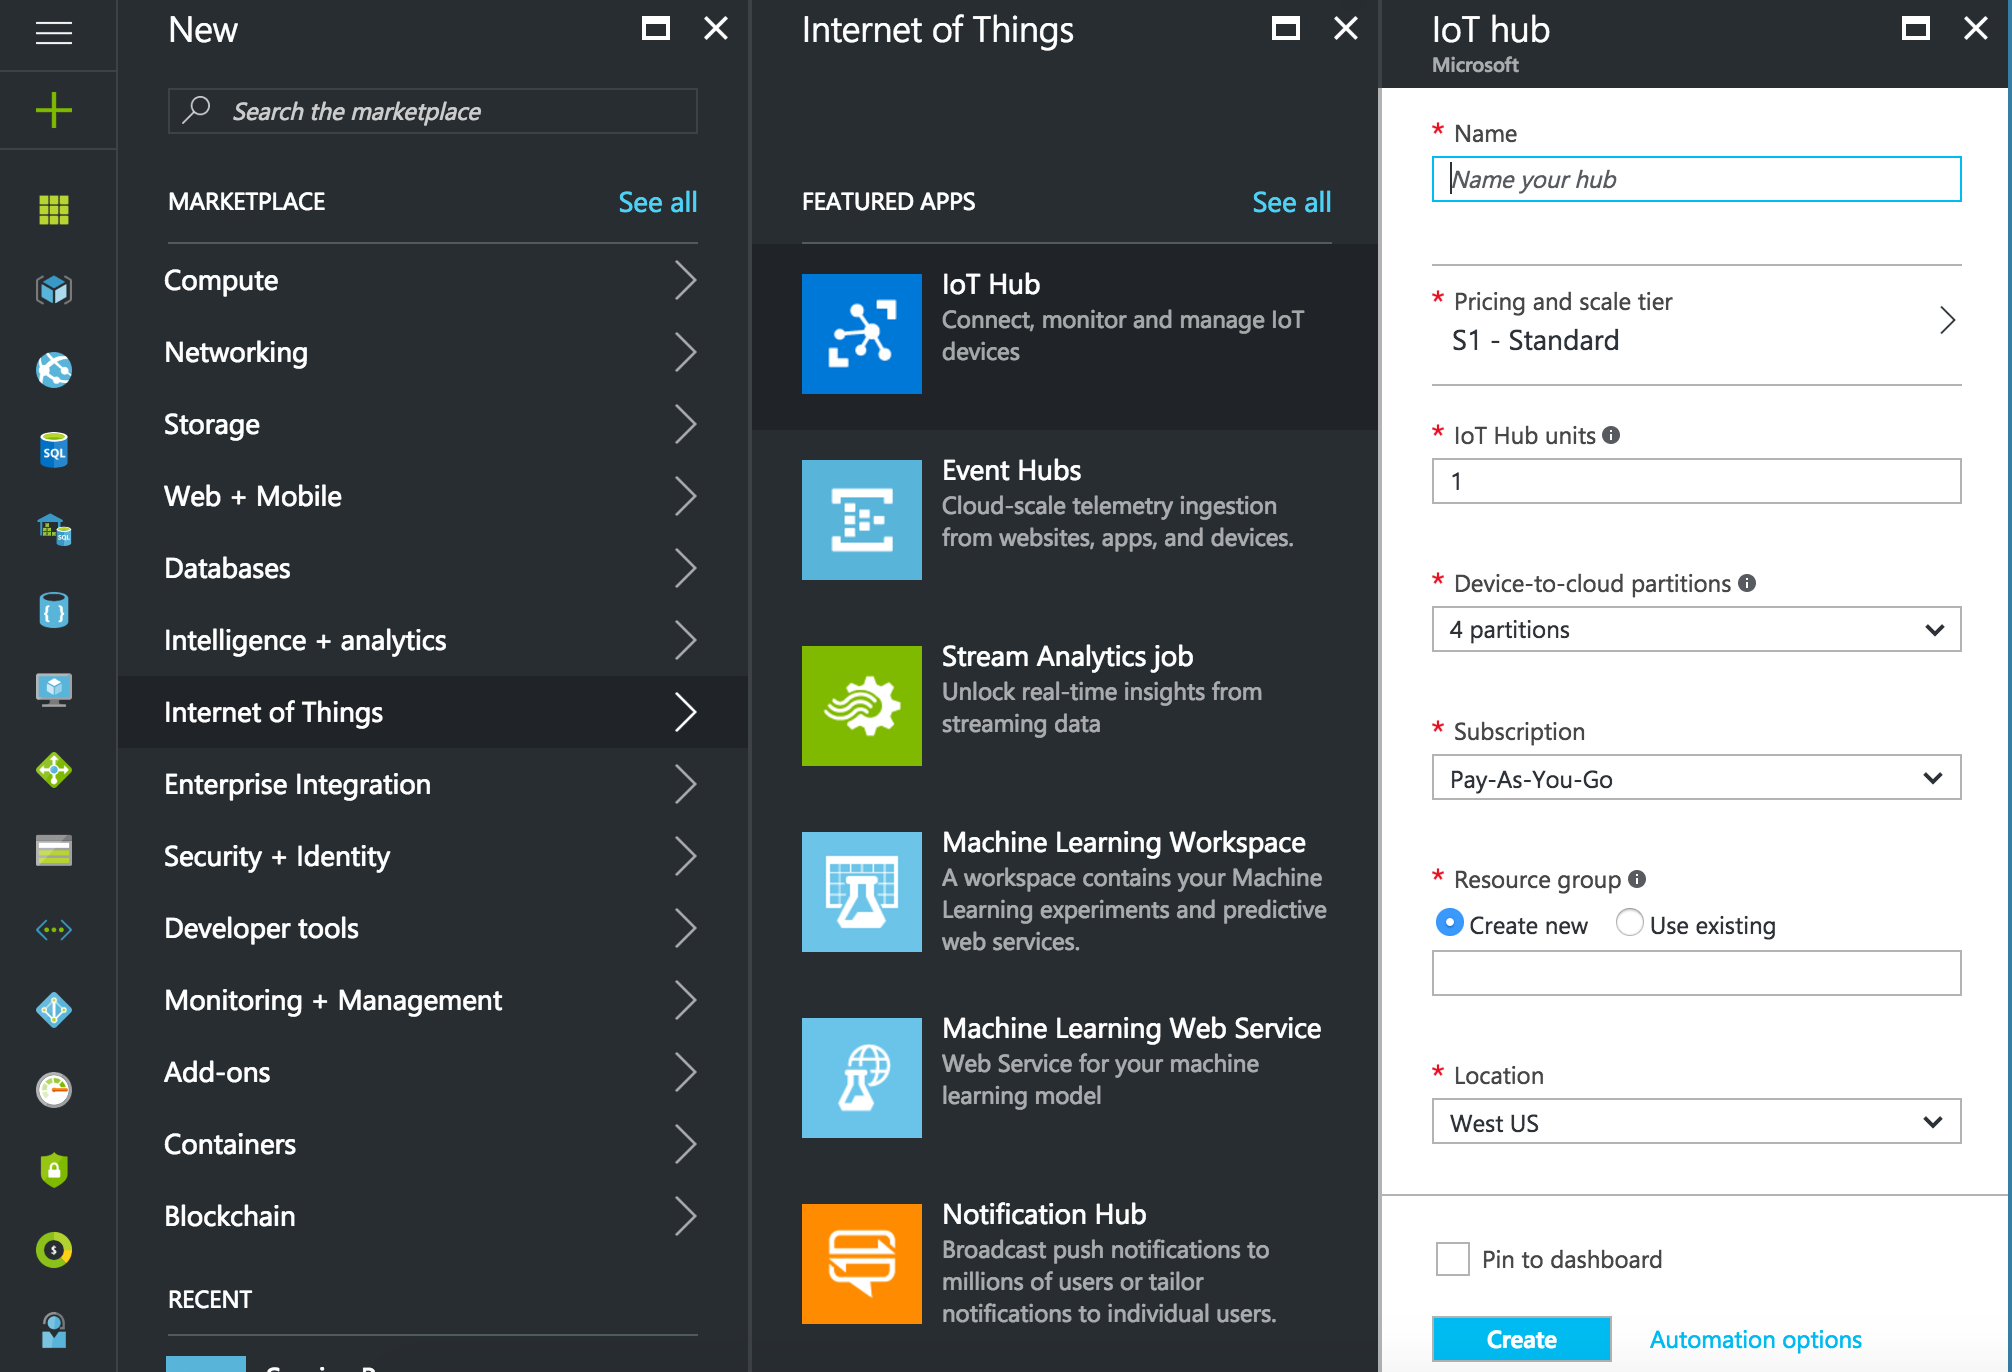 New
Search the marketplace
MARKETPLACE
See all
Compute
Networking
Storage
Web + Mobile
Databases
Intelligence + analytics
Internet of Things
Enterprise Integration
Security + Identity
Developer tools
Monitoring + Management
Add-ons
Containers
Blockchain
RECENT
SQL
SQL
Internet of Things
FEATURED APPS
See all
IoT Hub
Connect, monitor and manage IoT
devices
Event Hubs
Cloud-scale telemetry ingestion
from websites, apps, and devices.
Stream Analytics job
Unlock real-time insights from
streaming data
Machine Learning Workspace
A workspace contains your Machine
Learning experiments and predictive
web services.
Machine Learning Web Service
Web Service for your machine
learning model
Notification Hub
Broadcast push notifications to
millions of users or tailor
notifications to individual users.
IoT hub
Microsoft
* Name
Name your hub
* Pricing and scale tier
S1 - Standard
* IoT Hub units
1
* Device-to-cloud partitions
4 partitions
* Subscription
Pay-As-You-Go
* Resource group
Create new Use existing
* Location
West US
Pin to dashboard
Create
Automation options